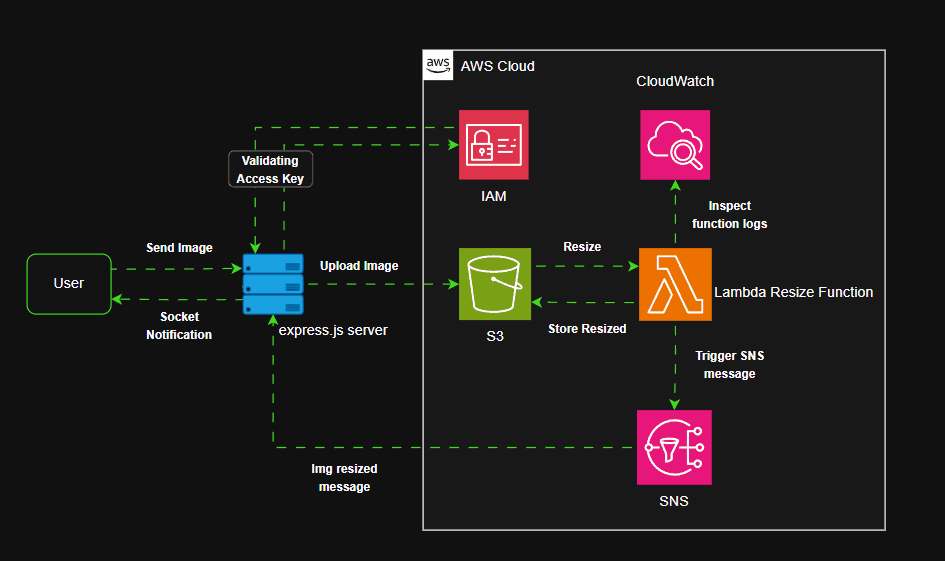 aws
AWS Cloud
CloudWatch
Validating
Access Key
IAM
Inspect
function logs
Send Image
Upload Image
Resize
User
Lambda Resize Function
Socket
Notification
express.js server
S3
Store Resized
Trigger SNS
message
Img resized
message
SNS